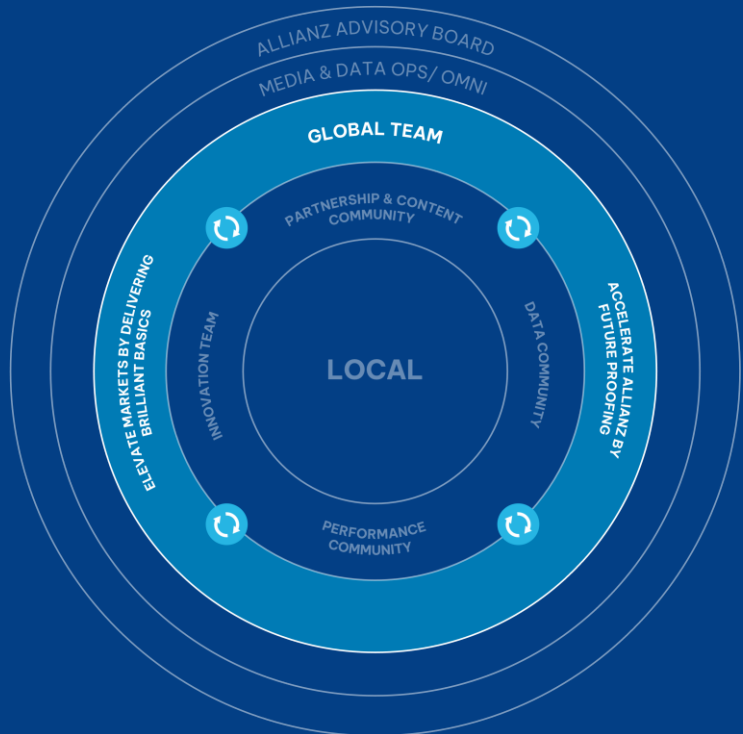 ALLIANZ ADVISORY BOARD
MEDIA & DATA OPS/ OMNI
GLOBAL TEAM
PARTNERSHIP & CONTENT
COMMUNITY
ELEVATE MARKETS BY DELIVERING
BRILLIANT BASICS
INNOVATION TEAM
LOCAL
DATA COMMUNITY
ACCELERATE ALLIANZ BY
FUTURE PROOFING
PERFORMANCE
COMMUNITY